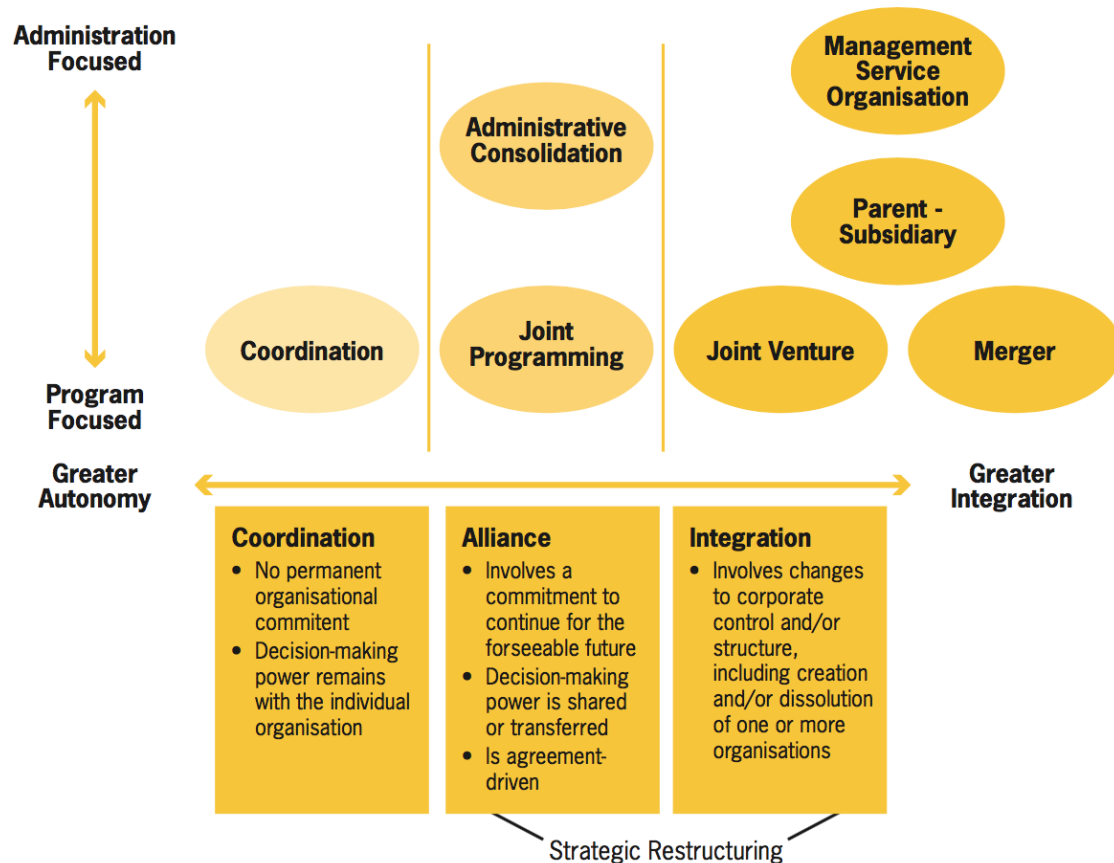 Administration
Focused
Management
Service
Organisation
Administrative
Consolidation
Parent -
Subsidiary
Coordination
Joint
Programming
Joint Venture
Merger
Program
Focused
Greater
Autonomy
Greater
Integration
Coordination
• No permanent
organisational
commitent
• Decision-making
power remains
with the individual
organisation
Alliance
• Involves a
commitment to
continue for the
forseeable future
• Decision-making
power is shared
or transferred
• Is agreement-
driven
Integration
• Involves changes
to corporate
control and/or
structure,
including creation
and/or dissolution
of one or more
organisations
Strategic Restructuring